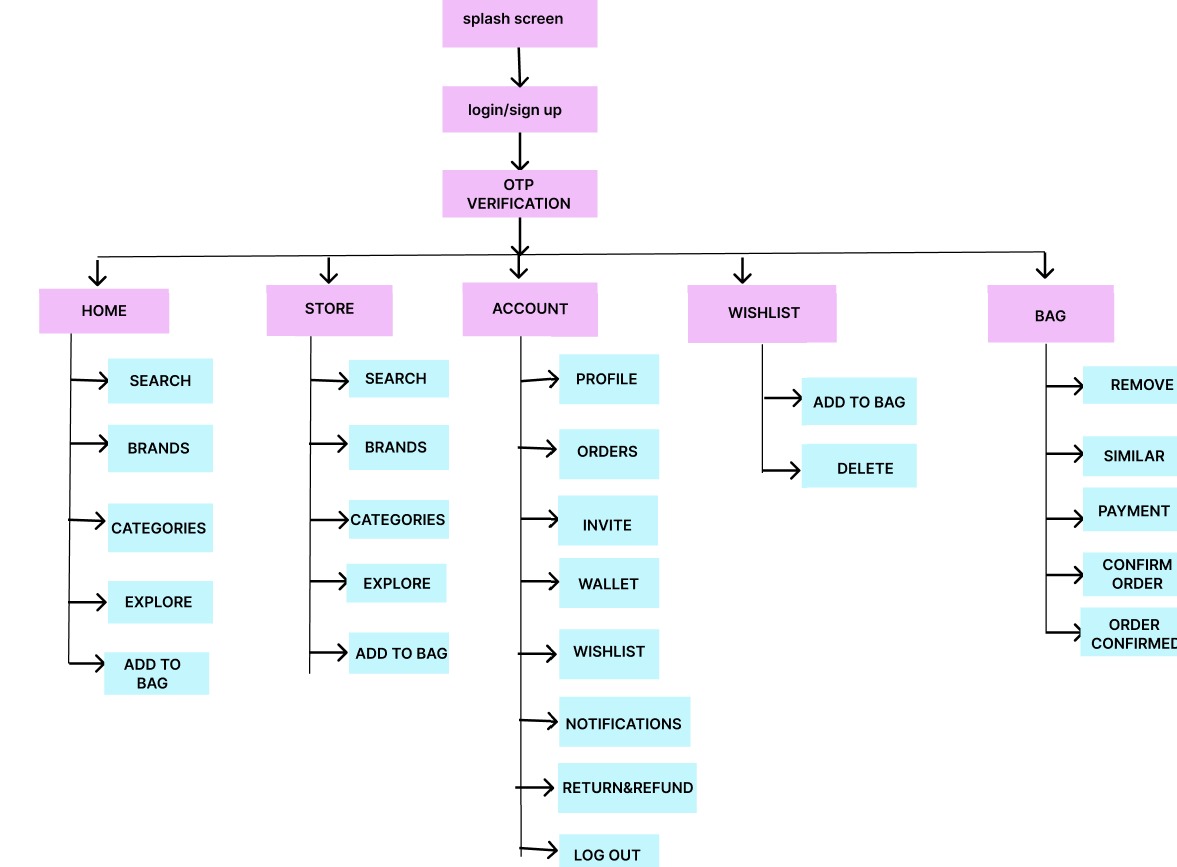 splash screen
login/sign up
OTP
VERIFICATION
HOME
STORE
ACCOUNT
WISHLIST
BAG
SEARCH
BRANDS
CATEGORIES
EXPLORE
ADD TO
BAG
SEARCH
BRANDS
CATEGORIES
EXPLORE
ADD TO BAG
PROFILE
ORDERS
INVITE
WALLET
WISHLIST
NOTIFICATIONS
RETURN&REFUND
LOG OUT
ADD TO BAG
DELETE
REMOVE
SIMILAR
PAYMENT
CONFIRM
ORDER
ORDER
CONFIRMED